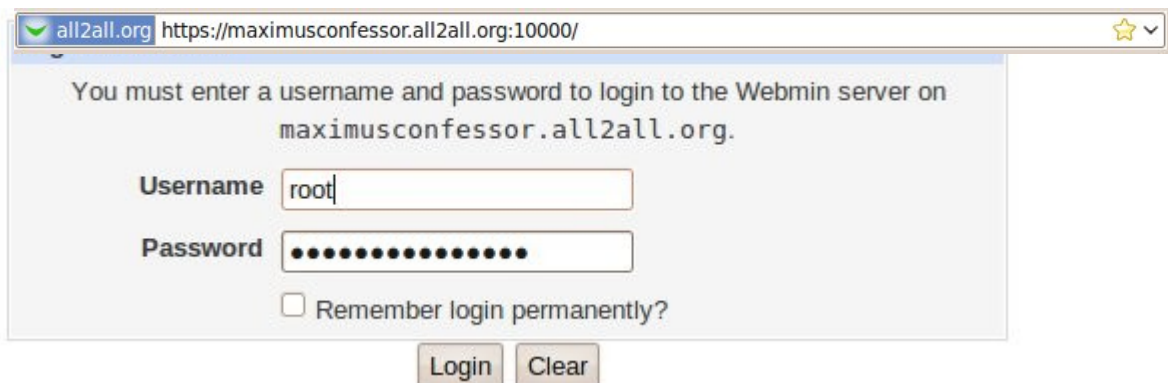 all2all.org https://maximusconfessor.all2all.org:10000/
You must enter a username and password to login to the Webmin server on
maximusconfessor.all2all.org.
Username root
Password ●●●●●●●●●●●●●●●
Remember login permanently?
Login Clear